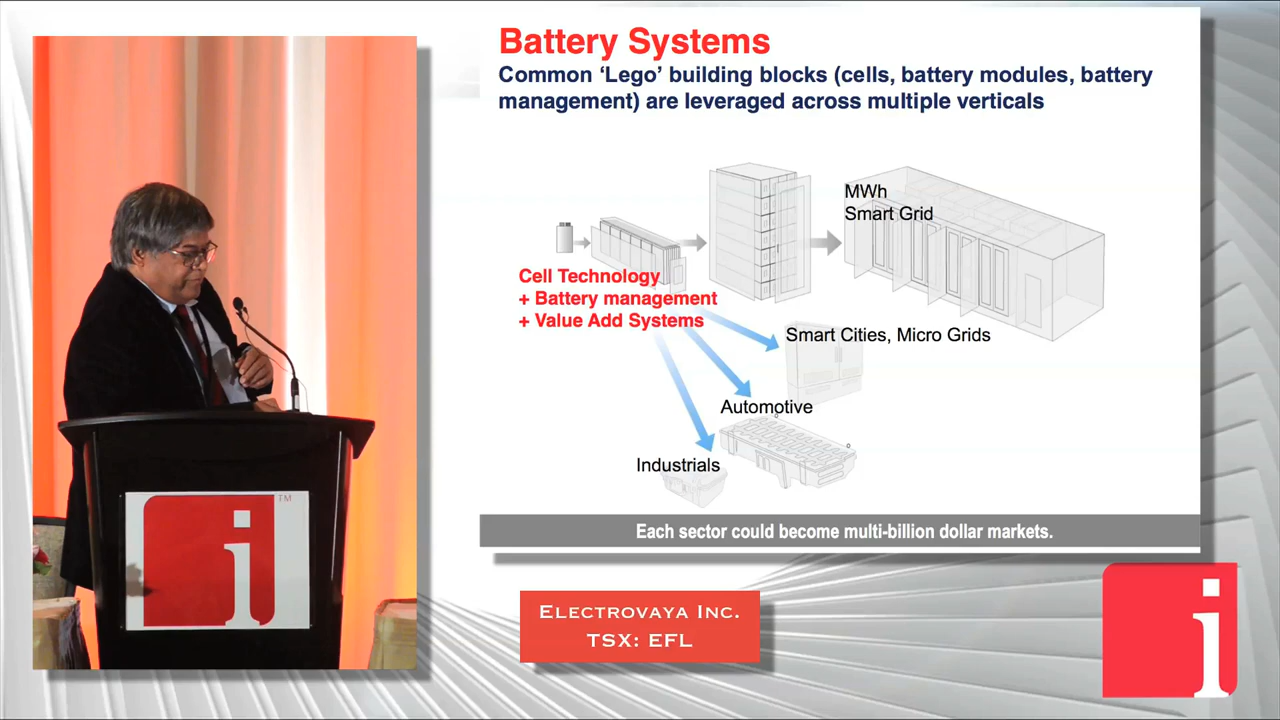 Battery Systems
Common ‘Lego’ building blocks (cells, battery modules, battery
management) are leveraged across multiple verticals
MWh
Smart Grid
Cell Technology
+ Battery management
+ Value Add Systems
Smart Cities, Micro Grids
Automotive
Industrials
Each sector could become multi-billion dollar markets.
i
TM
Electrovaya Inc.
TSX: EFL
i